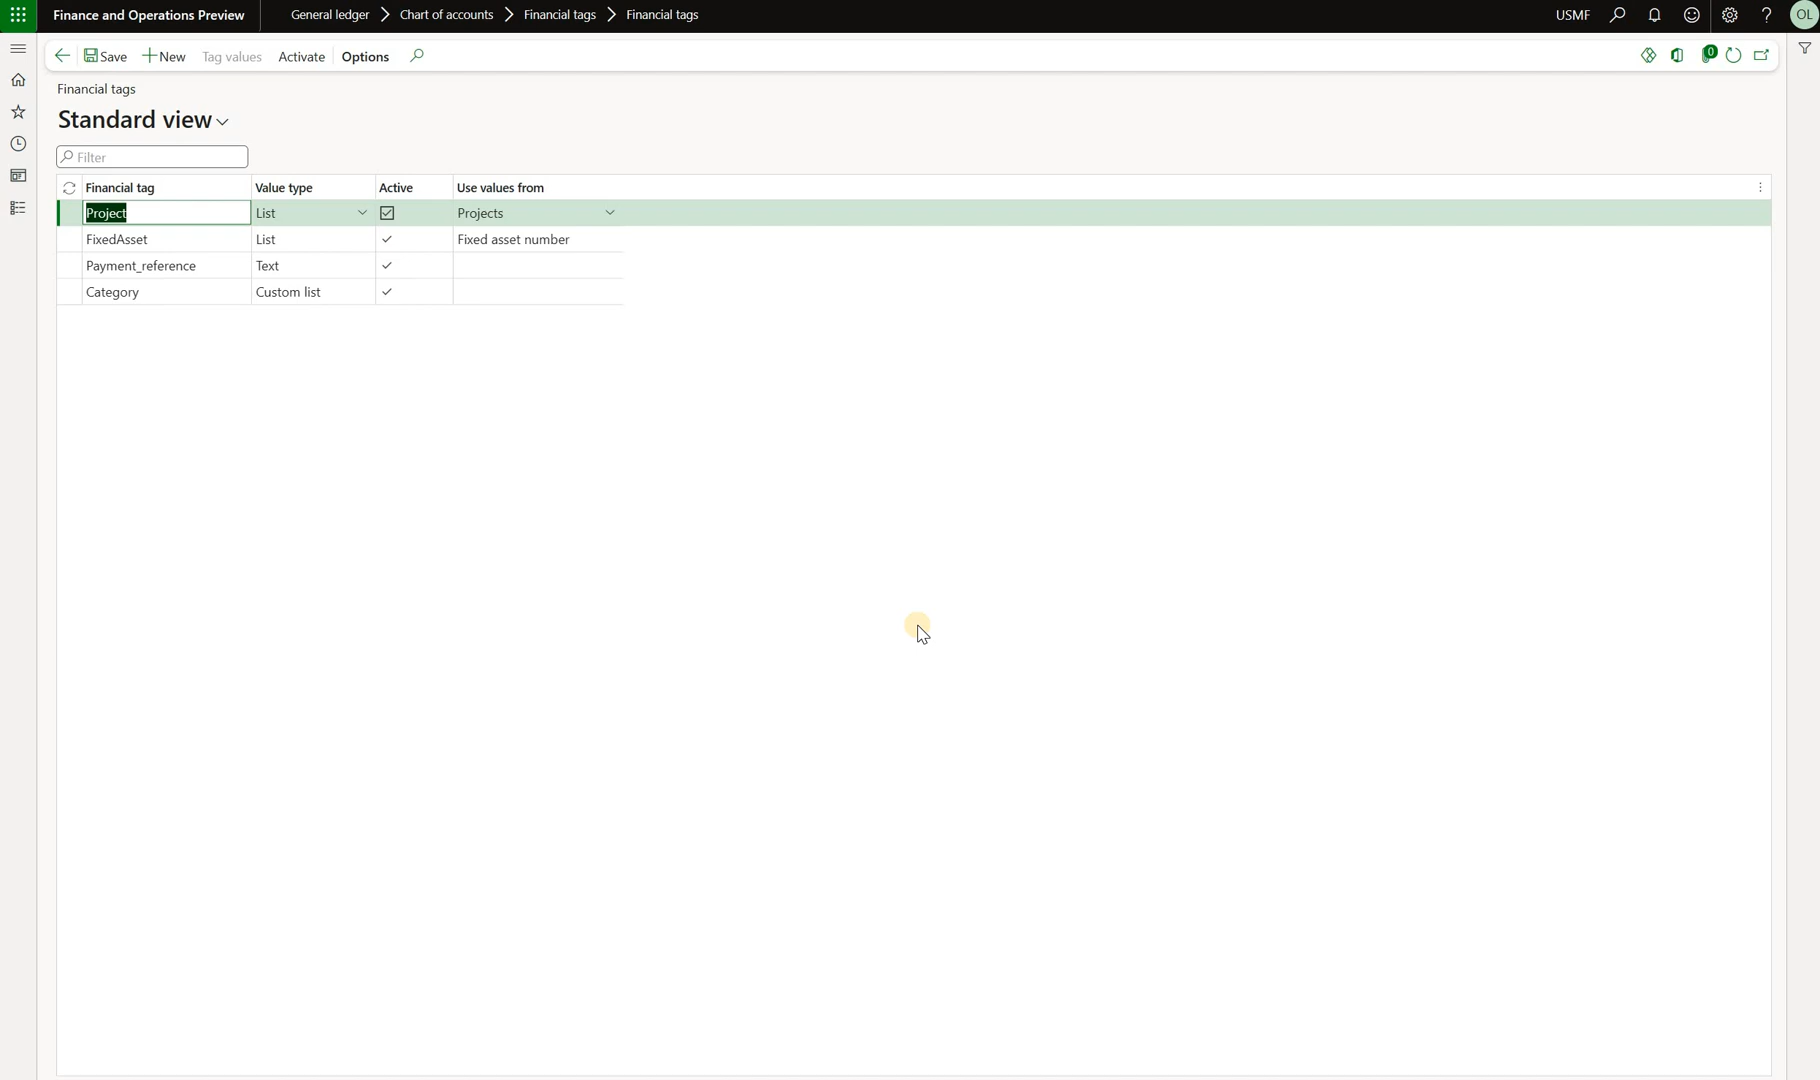 Finance and Operations Preview General ledger Chart of accounts Financial tags Financial tags USMF ? OL
Save New Tag values Activate Options 0
Financial tags
Standard view
Filter
Financial tag Value type Active Use values from
Project List Projects
FixedAsset List Fixed asset number
Payment_reference Text
Category Custom list